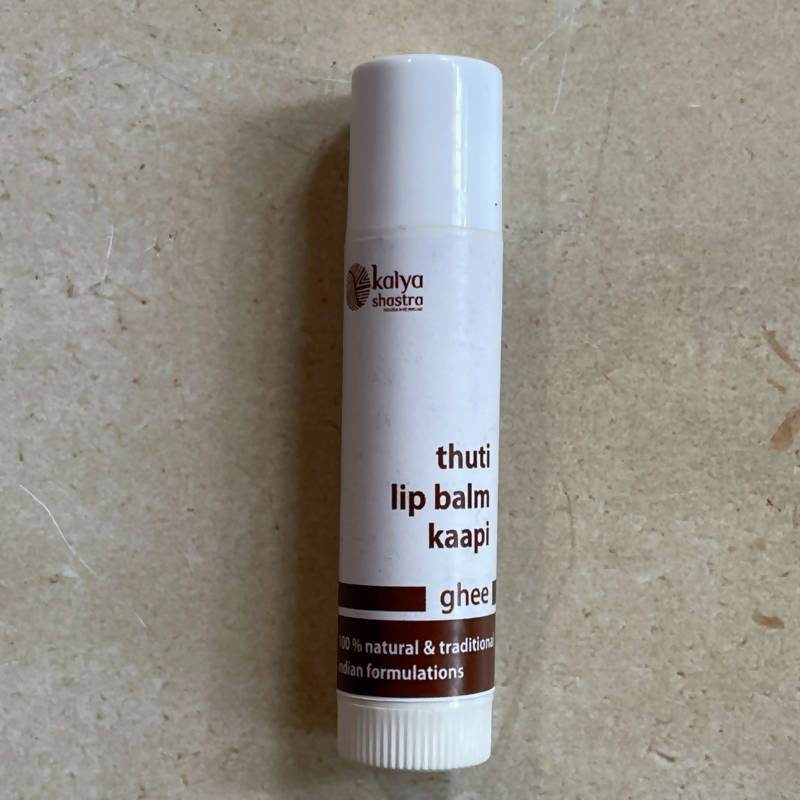 kalya
shastra
thuti
lip balm
kaapi
ghee
100 % natural & traditional
indian formulations